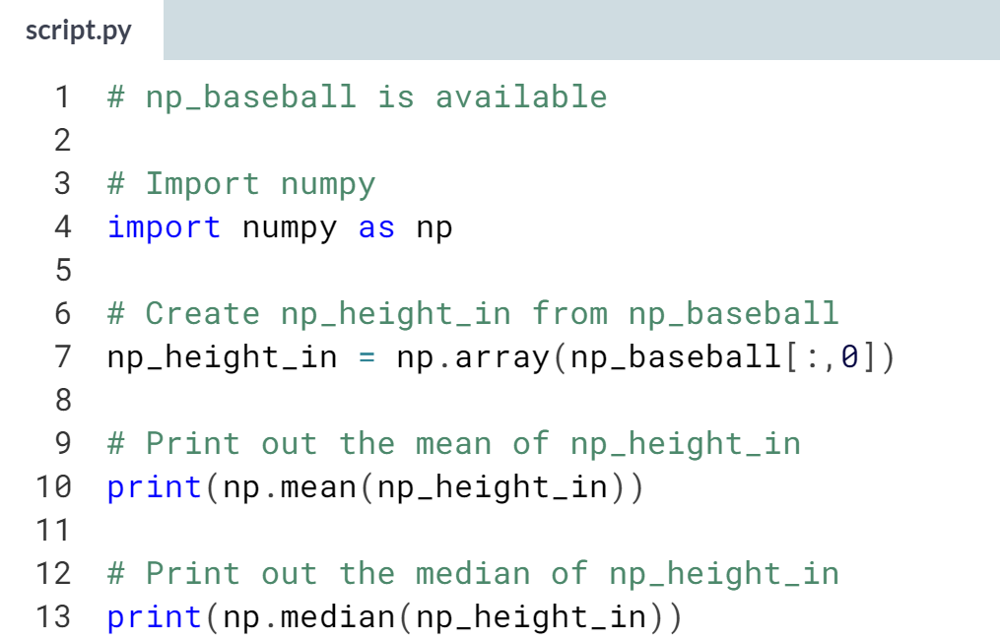 script.py
1 # np_baseball is available
2
3 # Import numpy
4 import numpy as np
5
6 # Create np_height_in from np_baseball
7 np_height_in = np.array(np_baseball[:,0])
8
9 # Print out the mean of np_height_in
10 print(np.mean(np_height_in))
11
12 # Print out the median of np_height_in
13 print(np.median(np_height_in))